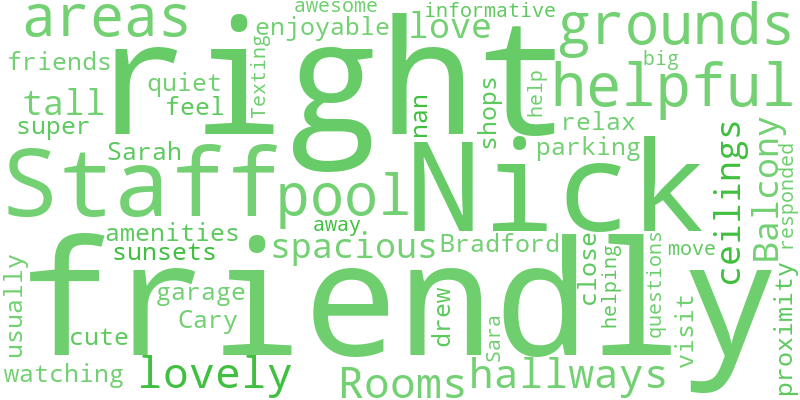 awesome
informative
areas
right
enjoyable
love
grounds
friends
Texting
big
quiet
helpful
tall
feel
shops
help
super
nan
relax
Sarah
parking
Staff
pool
Nick
ceilings
Balcony
responded
amenities
away
sunsets
spacious
Bradford
move
friendly
close
usually
garage
drew
helping
questions
proximity
Cary
cute
Sara
visit
watching
lovely
Rooms
hallways